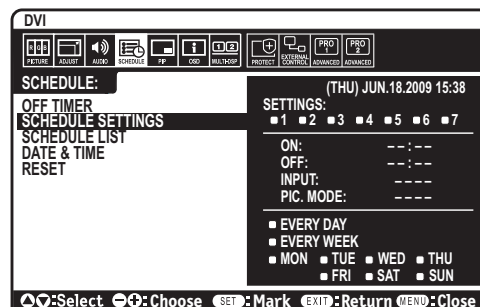 DVI
RGB
PICTURE ADJUST AUDIO SCHEDULE PIP OSD MULTI-DSP PROTECT EXTERNAL CONTROL PRO 1 ADVANCED PRO 2 ADVANCED
SCHEDULE:
OFF TIMER
SCHEDULE SETTINGS
SCHEDULE LIST
DATE & TIME
RESET
(THU) JUN.18.2009 15:38
SETTINGS:
1 2 3 4 5 6 7
ON: --:--
OFF: --:--
INPUT: ----
PIC. MODE: ----
EVERY DAY
EVERY WEEK
MON TUE WED THU
FRI SAT SUN
:Select :Choose SET:Mark EXIT:Return MENU:Close